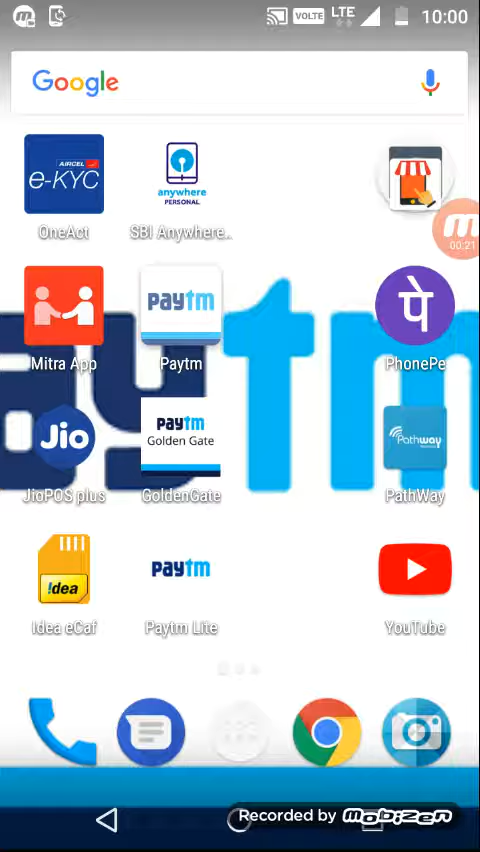 VOLTE LTE 10:00
Google
AIRCEL
e-KYC
anywhere
PERSONAL
OneAct
SBI Anywhere..
00:21
paytm
पे
Mitra App
Paytm
PhonePe
aytm
Jio
paytm
Golden Gate
Pathway
JioPOS plus
GoldenGate
PathWay
!dea
paytm
Idea eCaf
Paytm Lite
YouTube
Recorded by mobizen